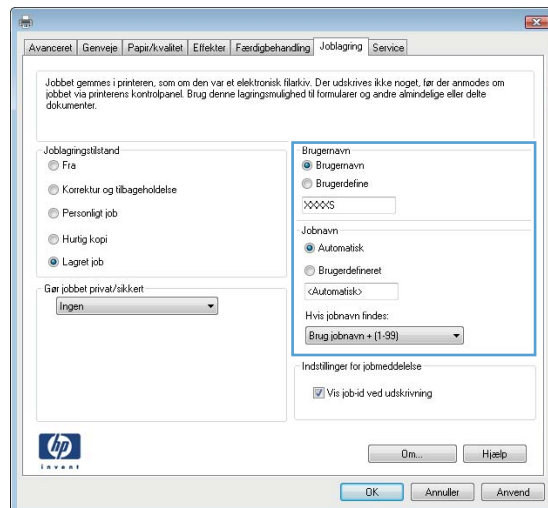 Avanceret Genveje Papir/kvalitet Effekter Færdigbehandling Joblagring Service
Jobbet gemmes i printeren, som om den var et elektronisk filarkiv. Der udskrives ikke noget, før der anmodes om
jobbet via printerens kontrolpanel. Brug denne lagringsmulighed til formularer og andre almindelige eller delte
dokumenter.
Joblagringstilstand
Fra
Korrektur og tilbageholdelse
Personligt job
Hurtig kopi
Lagret job
Gør jobbet privat/sikkert
Ingen
Brugernavn
Brugernavn
Brugerdefine
XXXXS
Jobnavn
Automatisk
Brugerdefineret
<Automatisk>
Hvis jobnavn findes:
Brug jobnavn + (1-99)
Indstillinger for jobmeddelelse
Vis job-id ved udskrivning
hp
invent
Om... Hjælp
OK Annuller Anvend